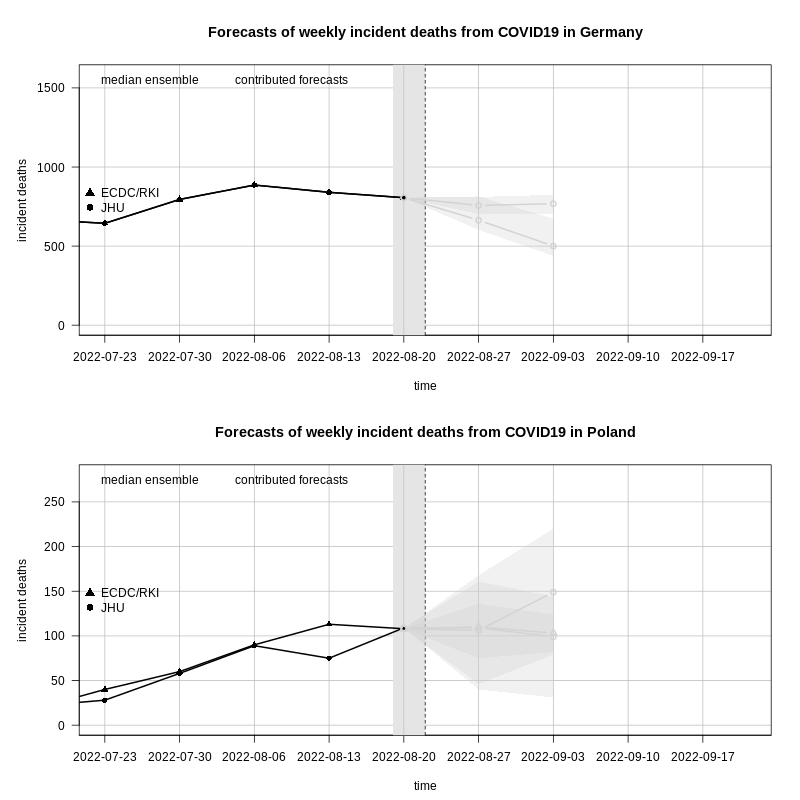 Forecasts of weekly incident deaths from COVID19 in Germany
median ensemble contributed forecasts
1500
1000
500
0
incident deaths
ECDC/RKI
JHU
2022-07-23 2022-07-30 2022-08-06 2022-08-13 2022-08-20 2022-08-27 2022-09-03 2022-09-10 2022-09-17
time
Forecasts of weekly incident deaths from COVID19 in Poland
median ensemble contributed forecasts
250
200
150
100
50
0
incident deaths
ECDC/RKI
JHU
2022-07-23 2022-07-30 2022-08-06 2022-08-13 2022-08-20 2022-08-27 2022-09-03 2022-09-10 2022-09-17
time